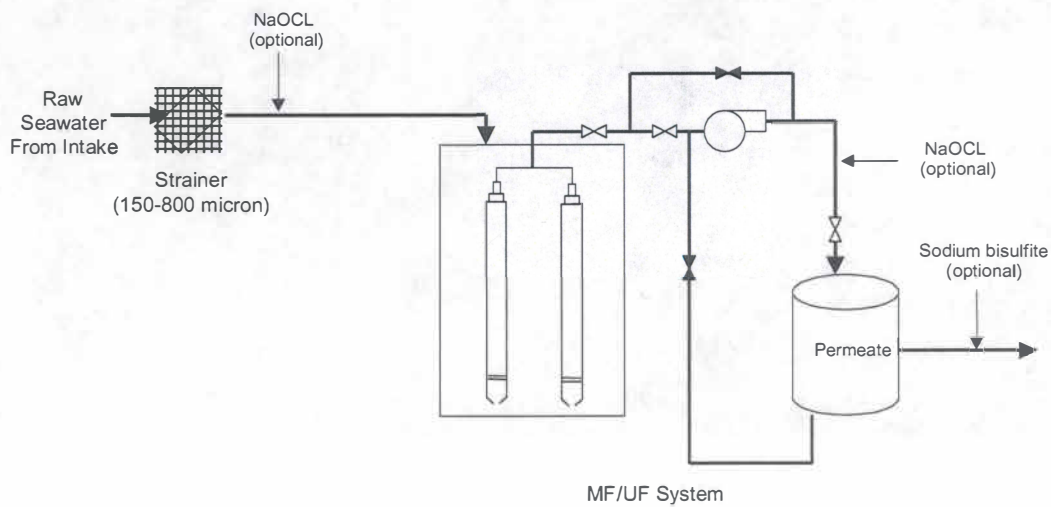 NaOCL
(optional)
Raw
Seawater
From Intake
Strainer
(150-800 micron)
NaOCL
(optional)
Sodium bisulfite
(optional)
Permeate
MF/UF System